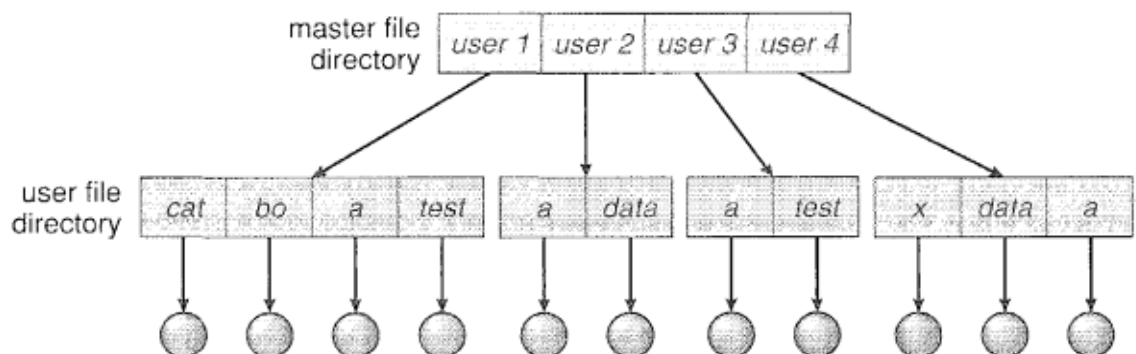 master file
directory
user 1 user 2 user 3 user 4
user file
directory
cat bo a test a data a test x data a